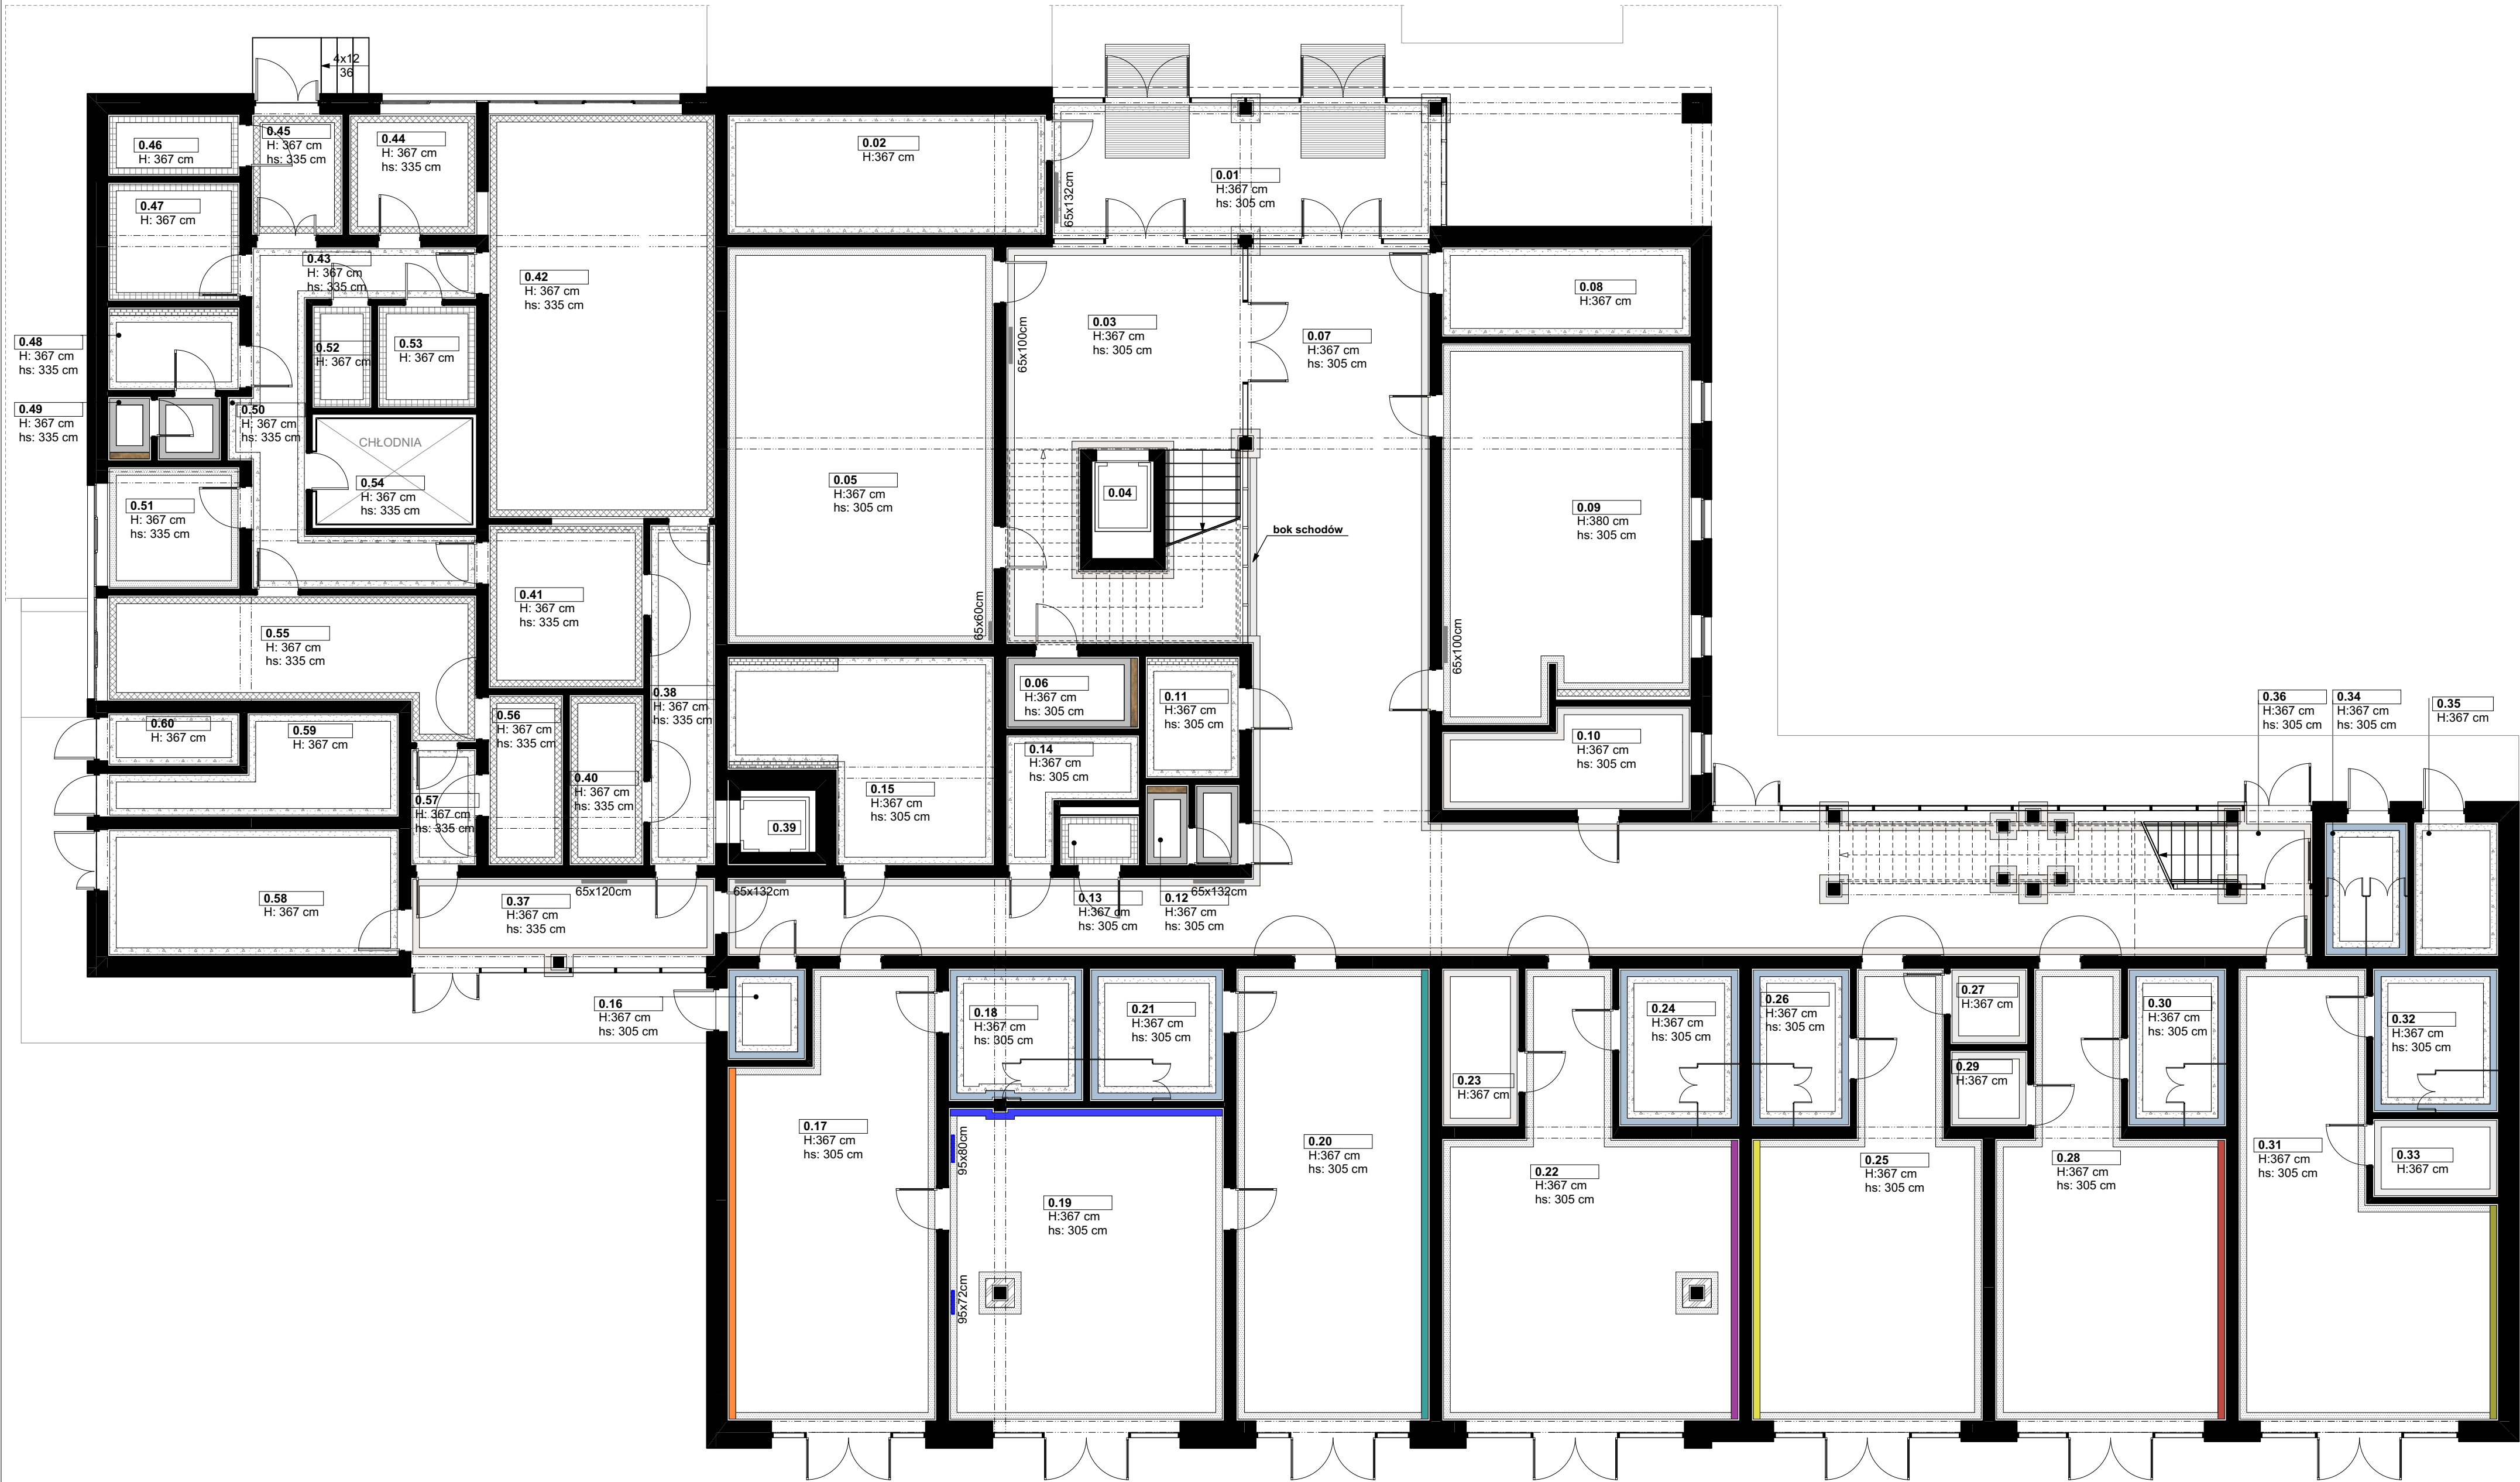 4x12
36
0.46
H: 367 cm
0.45
H: 367 cm
hs: 335 cm
0.44
H: 367 cm
hs: 335 cm
0.02
H:367 cm
0.01
H:367 cm
hs: 305 cm
65x132cm
0.47
H: 367 cm
0.43
H: 367 cm
hs: 335 cm
0.42
H: 367 cm
hs: 335 cm
0.08
H:367 cm
0.48
H: 367 cm
hs: 335 cm
0.52
H: 367 cm
0.53
H: 367 cm
65x100cm
0.03
H:367 cm
hs: 305 cm
0.07
H:367 cm
hs: 305 cm
0.49
H: 367 cm
hs: 335 cm
0.50
H: 367 cm
hs: 335 cm
CHŁODNIA
0.54
H: 367 cm
hs: 335 cm
0.51
H: 367 cm
hs: 335 cm
0.05
H:367 cm
hs: 305 cm
0.04
bok schodów
0.09
H:380 cm
hs: 305 cm
0.41
H: 367 cm
hs: 335 cm
65x60cm
65x100cm
0.55
H: 367 cm
hs: 335 cm
0.38
H: 367 cm
hs: 335 cm
0.06
H:367 cm
hs: 305 cm
0.11
H:367 cm
hs: 305 cm
0.36
H:367 cm
hs: 305 cm
0.34
H:367 cm
hs: 305 cm
0.35
H:367 cm
0.60
H: 367 cm
0.59
H: 367 cm
0.56
H: 367 cm
hs: 335 cm
0.40
H: 367 cm
hs: 335 cm
0.14
H:367 cm
hs: 305 cm
0.10
H:367 cm
hs: 305 cm
0.57
H: 367 cm
hs: 335 cm
0.39
0.15
H:367 cm
hs: 305 cm
0.58
H: 367 cm
0.37
H:367 cm
hs: 335 cm
65x120cm
65x132cm
0.13
H:367 cm
hs: 305 cm
0.12
H:367 cm
hs: 305 cm
65x132cm
0.16
H:367 cm
hs: 305 cm
0.18
H:367 cm
hs: 305 cm
0.21
H:367 cm
hs: 305 cm
0.24
H:367 cm
hs: 305 cm
0.26
H:367 cm
hs: 305 cm
0.27
H:367 cm
0.30
H:367 cm
hs: 305 cm
0.32
H:367 cm
hs: 305 cm
0.23
H:367 cm
0.29
H:367 cm
0.17
H:367 cm
hs: 305 cm
95x80cm
0.20
H:367 cm
hs: 305 cm
0.22
H:367 cm
hs: 305 cm
0.25
H:367 cm
hs: 305 cm
0.28
H:367 cm
hs: 305 cm
0.31
H:367 cm
hs: 305 cm
0.33
H:367 cm
0.19
H:367 cm
hs: 305 cm
95x72cm